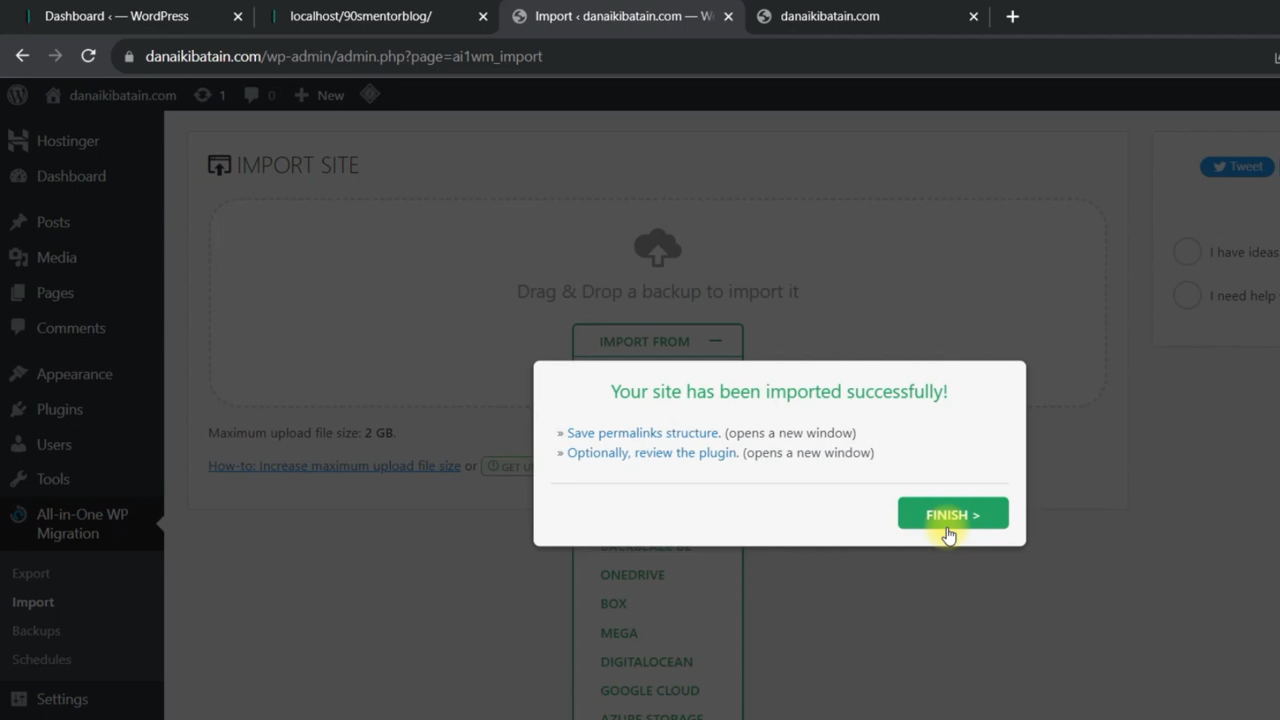 Dashboard ‹ — WordPress
localhost/90smentorblog/
Import ‹ danaikibatain.com — W
danaikibatain.com
danaikibatain.com/wp-admin/admin.php?page=ai1wm_import
danaikibatain.com 1 0 New
Hostinger
Dashboard
Posts
Media
Pages
Comments
Appearance
Plugins
Users
Tools
All-in-One WP
Migration
Export
Import
Backups
Schedules
Settings
IMPORT SITE
Drag & Drop a backup to import it
IMPORT FROM
Maximum upload file size: 2 GB.
How-to: Increase maximum upload file size or GET U
Your site has been imported successfully!
» Save permalinks structure. (opens a new window)
» Optionally, review the plugin. (opens a new window)
FINISH >
BACKBLAZE B2
ONEDRIVE
BOX
MEGA
DIGITALOCEAN
GOOGLE CLOUD
AZURE STORAGE
Tweet
I have ideas
I need help